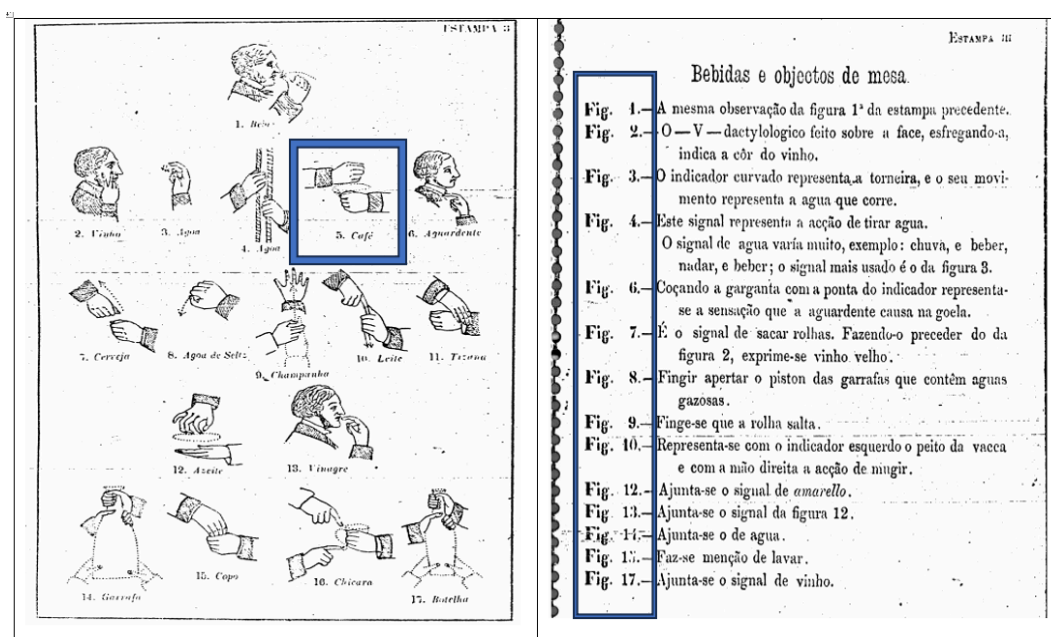 ESTAMPA 3
1. Beber
2. Vinho
3. Agoa
4. Agoa
5. Café
6. Aguardente
7. Cerveja
8. Agoa de Seltz
9. Champanha
10. Leite
11. Tizana
12. Azeite
13. Vinagre
14. Garrafa
15. Copo
16. Chicara
17. Botelha
ESTAMPA III
Bebidas e objectos de mesa.
Fig. 1.— A mesma observação da figura 1ª da estampa precedente.
Fig. 2.— O — V — dactylologico feito sobre a face, esfregando-a,
indica a côr do vinho.
Fig. 3.— O indicador curvado representa a torneira, e o seu movi-
mento representa a agua que corre.
Fig. 4.— Este signal representa a acção de tirar agua.
O signal de agua varía muito, exemplo: chuva, e beber,
nadar, e beber; o signal mais usado é o da figura 3.
Fig. 6.— Coçando a garganta com a ponta do indicador representa-
se a sensação que a aguardente causa na goela.
Fig. 7.— É o signal de sacar rolhas. Fazendo-o preceder do da
figura 2, exprime-se vinho velho.
Fig. 8.— Fingir apertar o piston das garrafas que contêm aguas
gazosas.
Fig. 9.— Finge-se que a rolha salta.
Fig. 10.— Representa-se com o indicador esquerdo o peito da vacca
e com a mão direita a acção de mugir.
Fig. 12.— Ajunta-se o signal de amarello.
Fig. 13.— Ajunta-se o signal da figura 12.
Fig. 14.— Ajunta-se o de agua.
Fig. 15.— Faz-se menção de lavar.
Fig. 17.— Ajunta-se o signal de vinho.